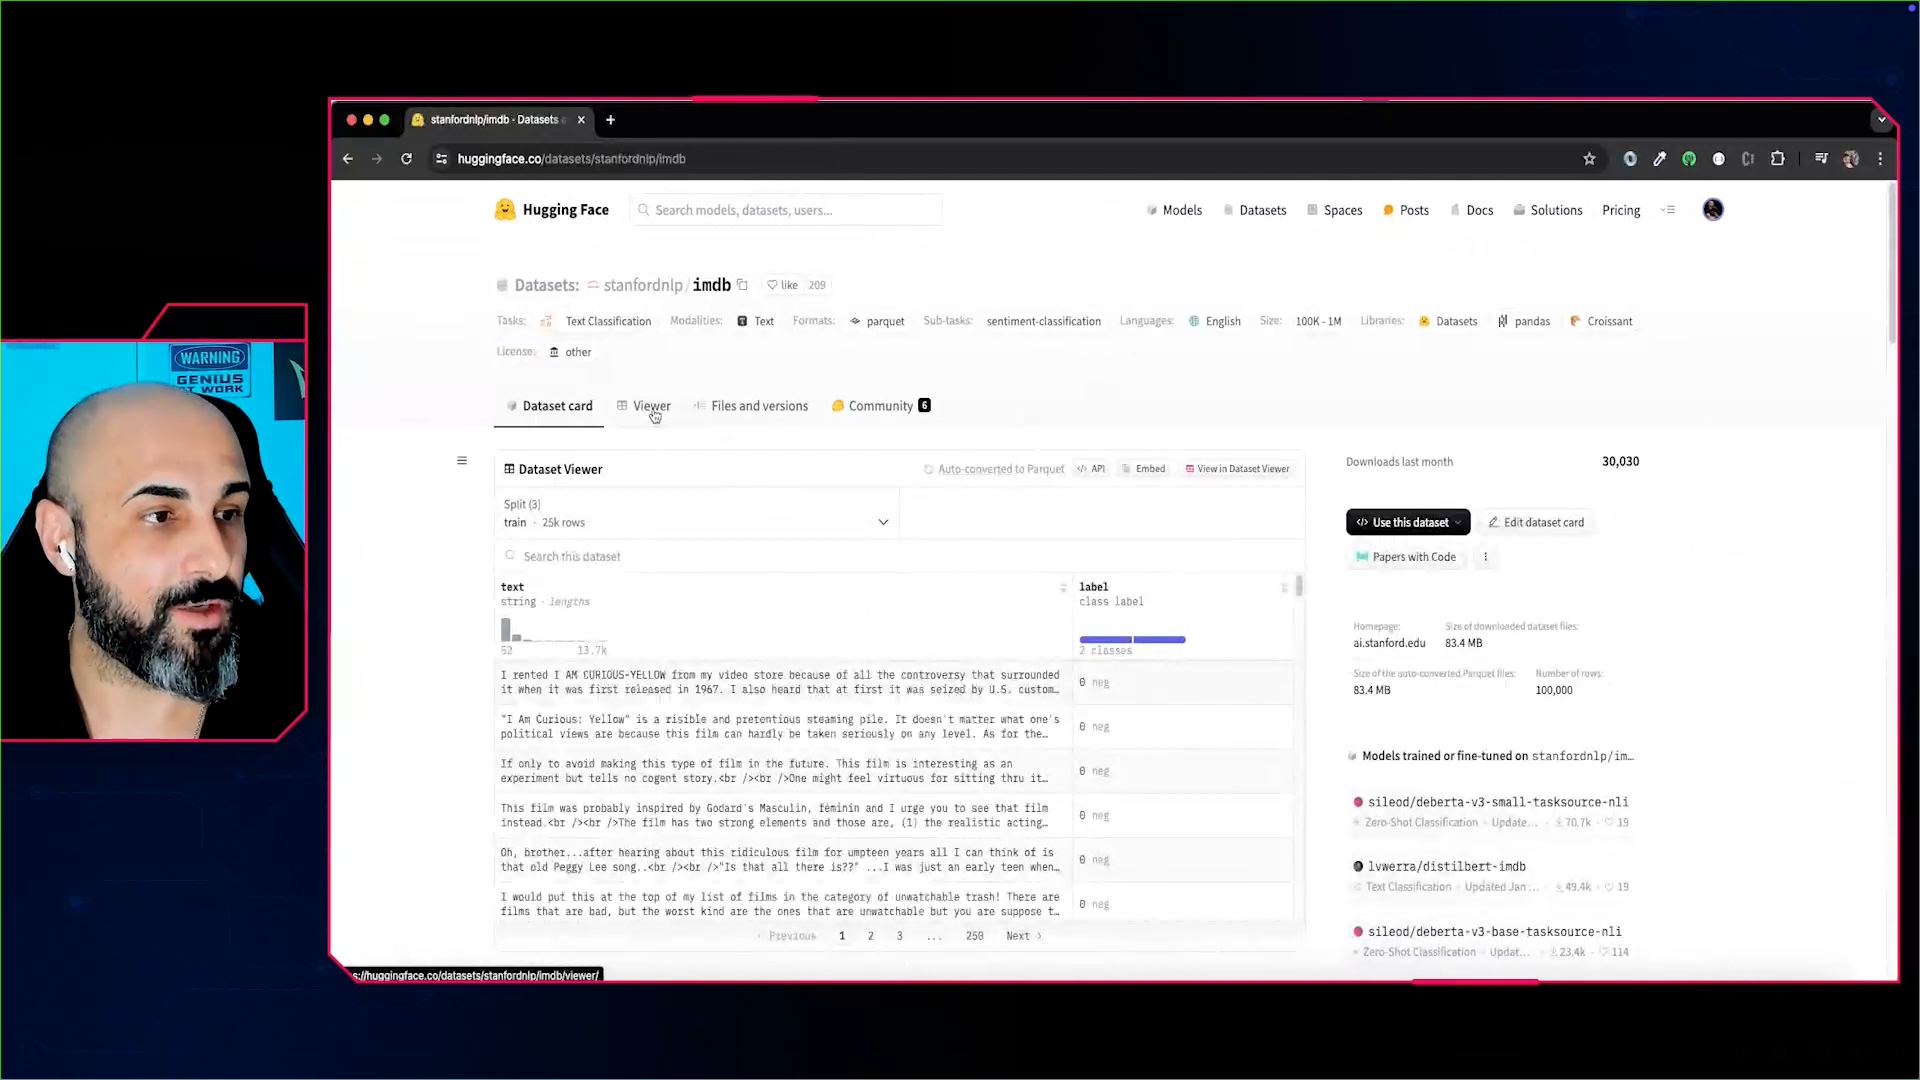 stanfordnlp/imdb · Datasets
huggingface.co/datasets/stanfordnlp/imdb
Hugging Face
Search models, datasets, users...
Models
Datasets
Spaces
Posts
Docs
Solutions
Pricing
Datasets: stanfordnlp/imdb like 209
Tasks: Text Classification Modalities: Text Formats: parquet Sub-tasks: sentiment-classification Languages: English Size: 100K - 1M Libraries: Datasets pandas Croissant
License: other
Dataset card Viewer Files and versions Community 6
WARNING
GENIUS
AT WORK
Dataset Viewer
Auto-converted to Parquet API Embed View in Dataset Viewer
Split (3)
train · 25k rows
Search this dataset
text
string · lengths
52 13.7k
label
class label
2 classes
I rented I AM CURIOUS-YELLOW from my video store because of all the controversy that surrounded
it when it was first released in 1967. I also heard that at first it was seized by U.S. custom…
0 neg
"I Am Curious: Yellow" is a risible and pretentious steaming pile. It doesn't matter what one's
political views are because this film can hardly be taken seriously on any level. As for the…
0 neg
If only to avoid making this type of film in the future. This film is interesting as an
experiment but tells no cogent story.<br /><br />One might feel virtuous for sitting thru it…
0 neg
This film was probably inspired by Godard's Masculin, féminin and I urge you to see that film
instead.<br /><br />The film has two strong elements and those are, (1) the realistic acting…
0 neg
Oh, brother...after hearing about this ridiculous film for umpteen years all I can think of is
that old Peggy Lee song..<br /><br />"Is that all there is??" ...I was just an early teen when…
0 neg
I would put this at the top of my list of films in the category of unwatchable trash! There are
films that are bad, but the worst kind are the ones that are unwatchable but you are suppose t…
0 neg
Previous 1 2 3 ... 250 Next
s://huggingface.co/datasets/stanfordnlp/imdb/viewer/
Downloads last month
30,030
Use this dataset
Edit dataset card
Papers with Code
Homepage:
ai.stanford.edu
Size of downloaded dataset files:
83.4 MB
Size of the auto-converted Parquet files:
83.4 MB
Number of rows:
100,000
Models trained or fine-tuned on stanfordnlp/im…
sileod/deberta-v3-small-tasksource-nli
Zero-Shot Classification · Update… · 70.7k · 19
lvwerra/distilbert-imdb
Text Classification · Updated Jan … · 49.4k · 19
sileod/deberta-v3-base-tasksource-nli
Zero-Shot Classification · Updat… · 23.4k · 114